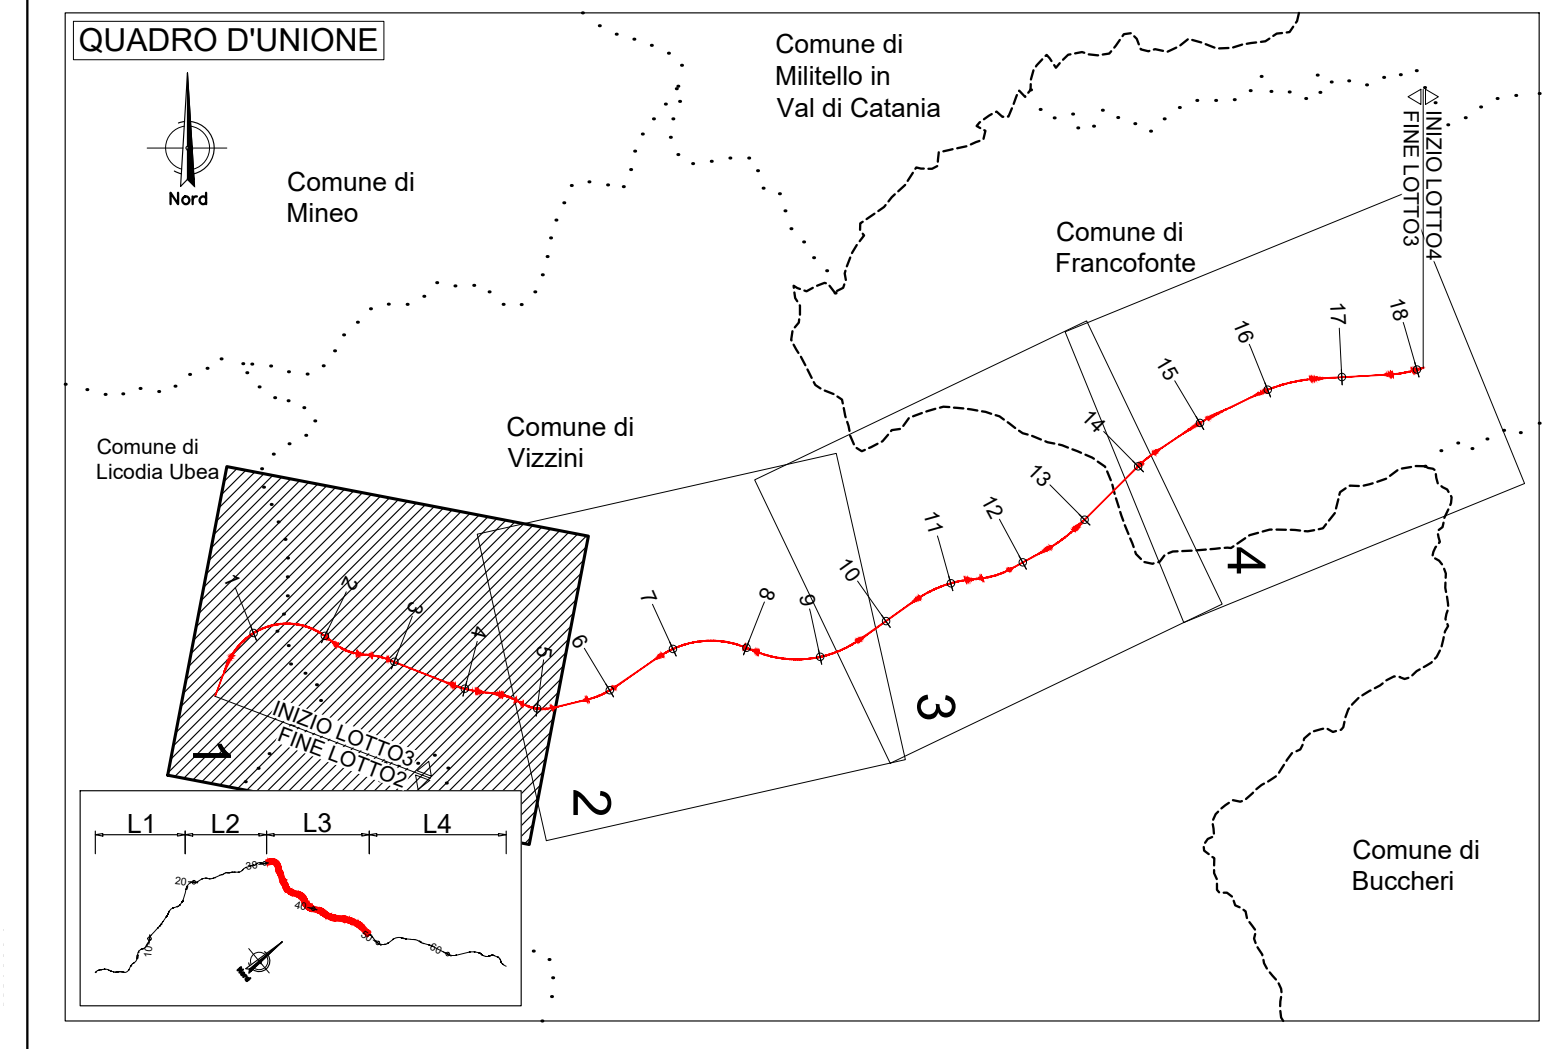 QUADRO D'UNIONE
Nord
Comune di
Mineo
Comune di
Militello in
Val di Catania
Comune di
Francofonte
INIZIO LOTTO4
FINE LOTTO3
Comune di
Licodia Ubea
Comune di
Vizzini
Comune di
Buccheri
1
2
3
4
5
6
7
8
9
10
11
12
13
14
15
16
17
18
INIZIO LOTTO3
FINE LOTTO2
1
2
3
4
L1
L2
L3
L4
10
20
30
40
50
60
Nord